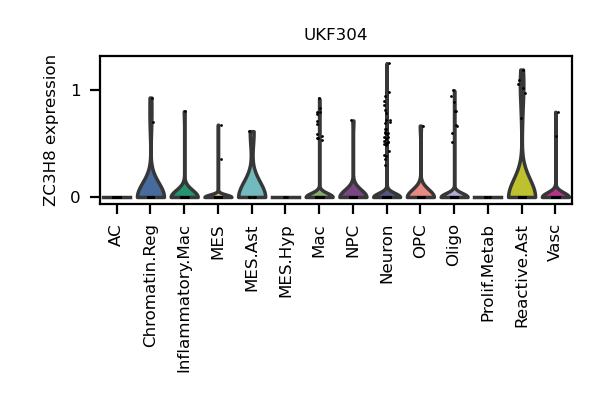 UKF304
ZC3H8 expression
1
0
AC
Chromatin.Reg
Inflammatory.Mac
MES
MES.Ast
MES.Hyp
Mac
NPC
Neuron
OPC
Oligo
Prolif.Metab
Reactive.Ast
Vasc